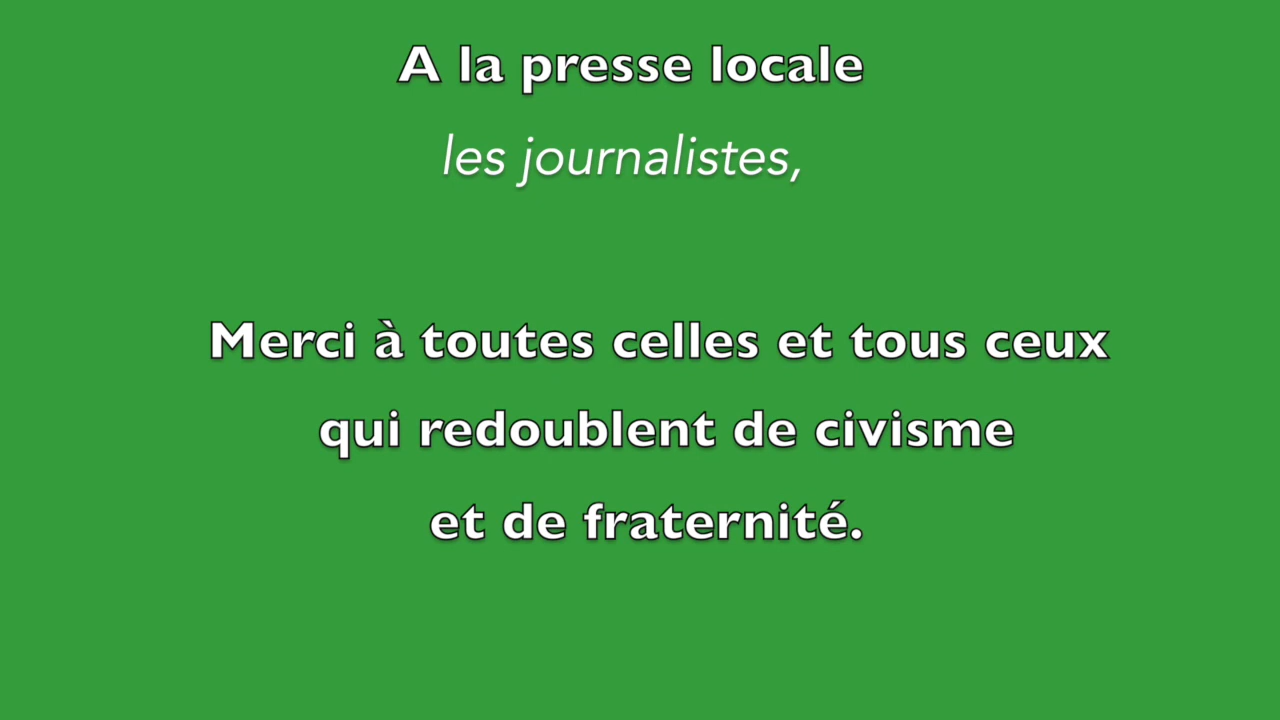 A la presse locale
les journalistes,
Merci à toutes celles et tous ceux
qui redoublent de civisme
et de fraternité.